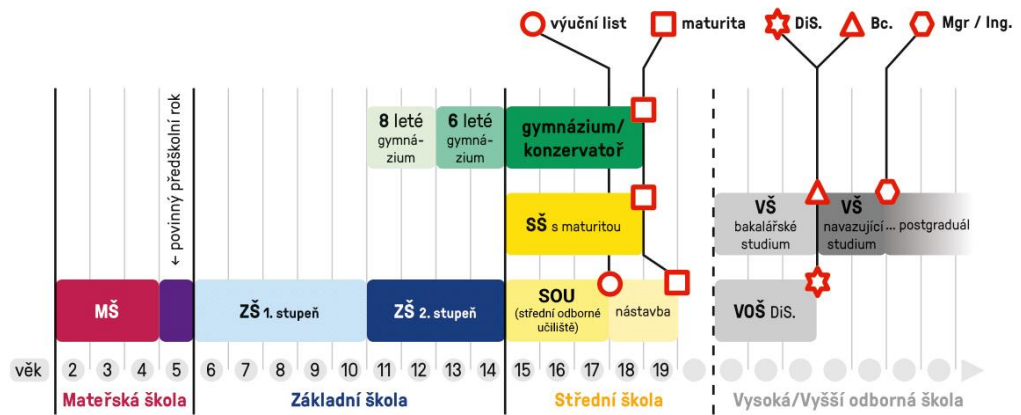 výuční list
maturita
DiS.
Bc.
Mgr / Ing.
← povinný předškolní rok
8 leté
gymná-
zium
6 leté
gymná-
zium
gymnázium/
konzervatoř
SŠ s maturitou
VŠ
bakalářské
studium
VŠ
navazující
studium
... postgraduál
MŠ
ZŠ 1. stupeň
ZŠ 2. stupeň
SOU
(střední odborné
učiliště)
nástavba
VOŠ DiS.
věk 2 3 4 5 6 7 8 9 10 11 12 13 14 15 16 17 18 19
Mateřská škola
Základní škola
Střední škola
Vysoká/Vyšší odborná škola